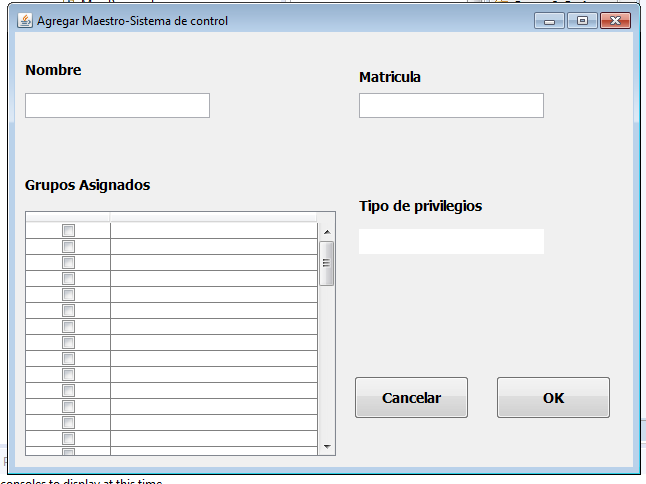 Agregar Maestro-Sistema de control
Nombre
Matricula
Grupos Asignados
Tipo de privilegios
Cancelar
OK
consoles to display at this time.